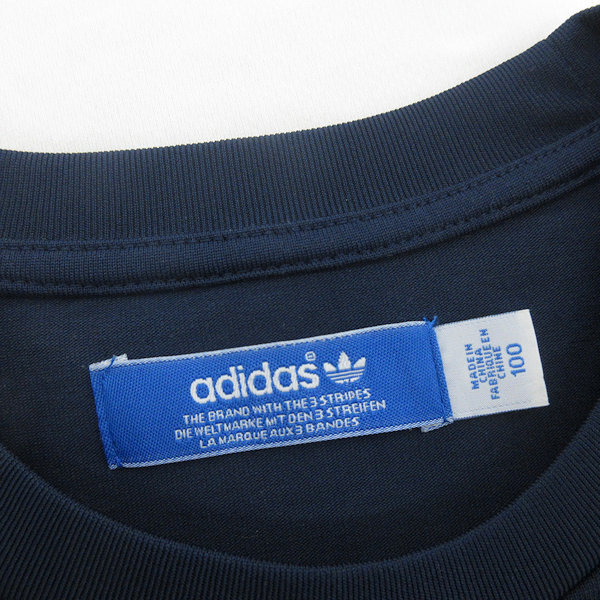 adidas®
THE BRAND WITH THE 3 STRIPES
DIE WELTMARKE MIT DEN 3 STREIFEN
LA MARQUE AUX 3 BANDES
MADE IN
CHINA
FABRIQUE EN
CHINE
100